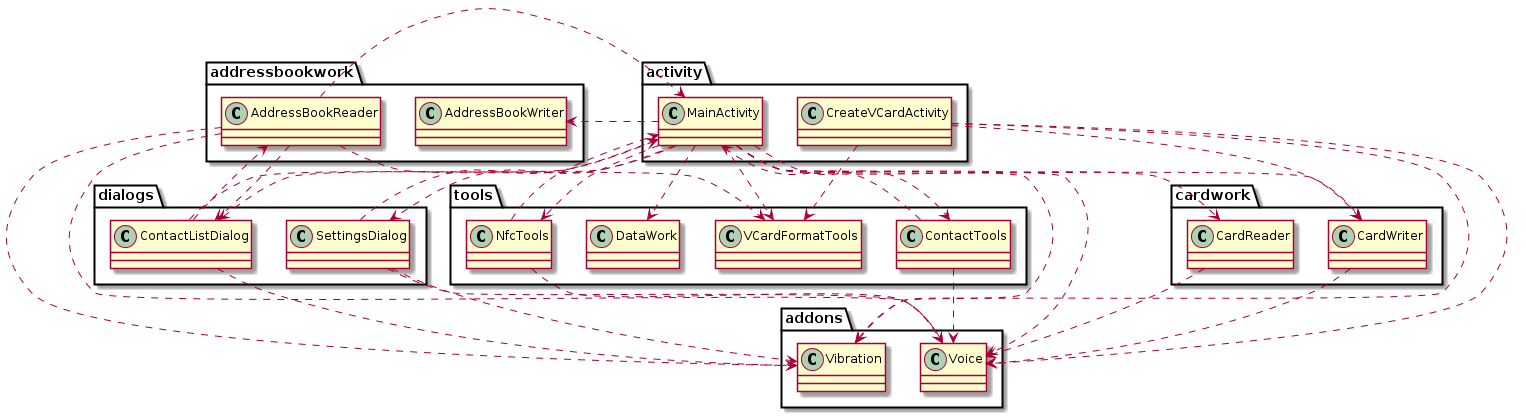 addressbookwork
activity
C AddressBookReader
C AddressBookWriter
C MainActivity
C CreateVCardActivity
dialogs
tools
cardwork
C ContactListDialog
C SettingsDialog
C NfcTools
C DataWork
C VCardFormatTools
C ContactTools
C CardReader
C CardWriter
addons
C Vibration
C Voice